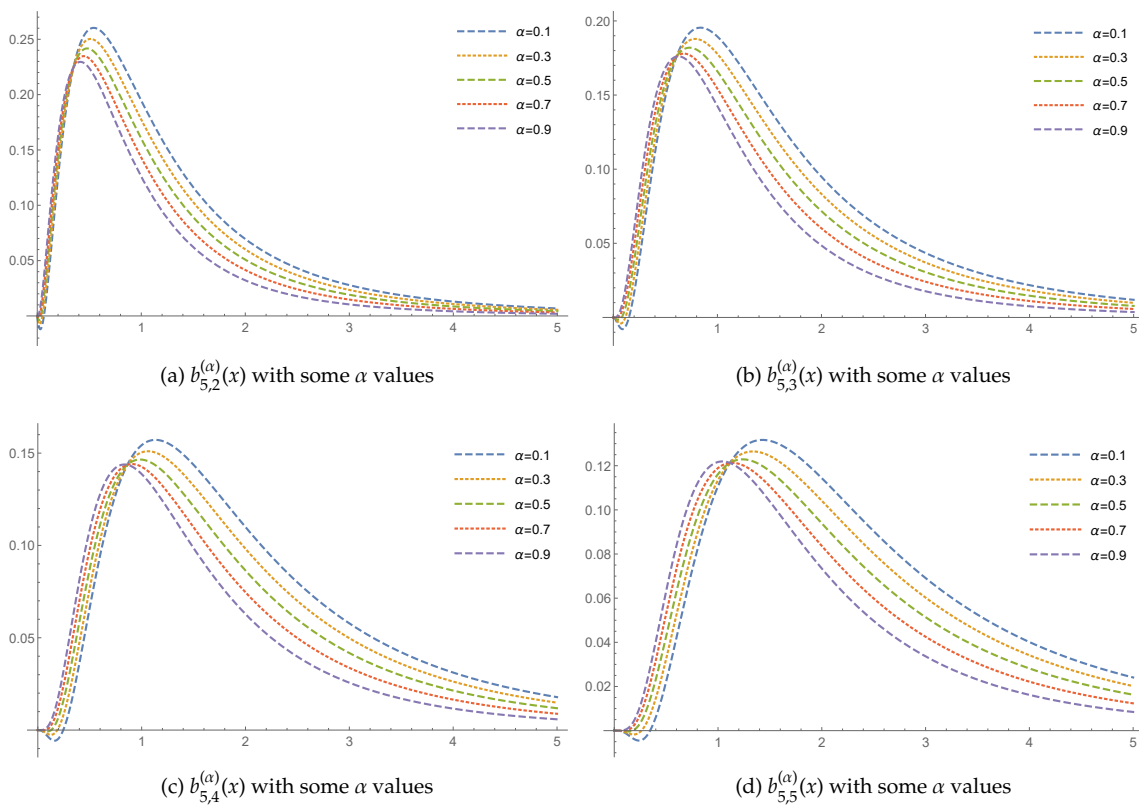 0.25
0.20
0.15
0.10
0.05
1
2
3
4
5
α=0.1
α=0.3
α=0.5
α=0.7
α=0.9
(a) b_{5,2}^{(α)}(x) with some α values
0.20
0.15
0.10
0.05
1
2
3
4
5
α=0.1
α=0.3
α=0.5
α=0.7
α=0.9
(b) b_{5,3}^{(α)}(x) with some α values
0.15
0.10
0.05
1
2
3
4
5
α=0.1
α=0.3
α=0.5
α=0.7
α=0.9
(c) b_{5,4}^{(α)}(x) with some α values
0.12
0.10
0.08
0.06
0.04
0.02
1
2
3
4
5
α=0.1
α=0.3
α=0.5
α=0.7
α=0.9
(d) b_{5,5}^{(α)}(x) with some α values